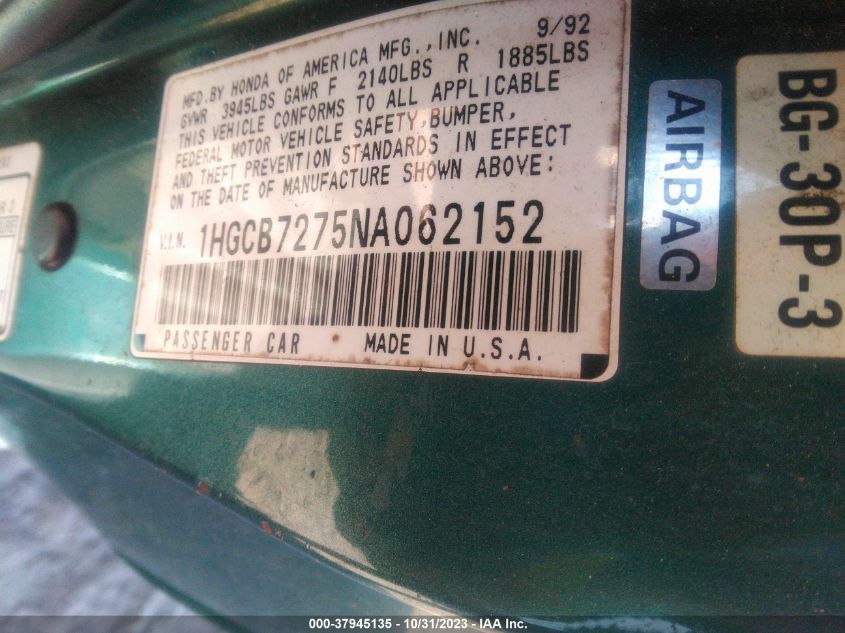 9/92
MFD.BY HONDA OF AMERICA MFG.,INC.
GVWR 3945LBS GAWR F 2140LBS R 1885LBS
THIS VEHICLE CONFORMS TO ALL APPLICABLE
FEDERAL MOTOR VEHICLE SAFETY,BUMPER,
AND THEFT PREVENTION STANDARDS IN EFFECT
ON THE DATE OF MANUFACTURE SHOWN ABOVE:
V.I.N. 1HGCB7275NA062152
PASSENGER CAR MADE IN U.S.A.
AIRBAG
BG-30P-3
000-37945135 - 10/31/2023 - IAA Inc.